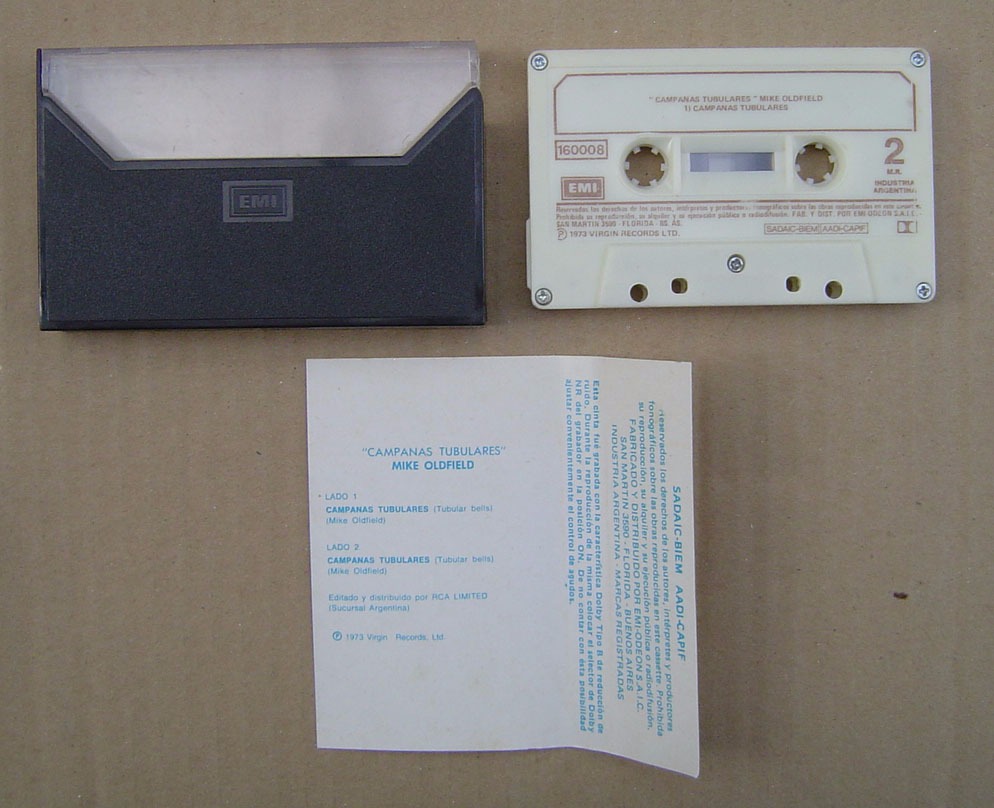 EMI
" CAMPANAS TUBULARES " MIKE OLDFIELD
1) CAMPANAS TUBULARES
160008
2
M.R.
EMI
INDUSTRIA
ARGENTINA
Reservados los derechos de los autores, intérpretes y productores fonográficos sobre las obras reproducidas en este
Prohibida su reproducción, su alquiler y su ejecución pública o radiodifusión. FAB. Y DIST. POR EMI-ODEON S.A.I.C.
SAN MARTIN 3590 - FLORIDA - BS. AS.
℗ 1973 VIRGIN RECORDS LTD.
SADAIC-BIEM AADI-CAPIF
"CAMPANAS TUBULARES"
MIKE OLDFIELD
LADO 1
CAMPANAS TUBULARES (Tubular bells)
(Mike Oldfield)
LADO 2
CAMPANAS TUBULARES (Tubular bells)
(Mike Oldfield)
Editado y distribuido por RCA LIMITED
(Sucursal Argentina)
℗ 1973 Virgin Records, Ltd.
Esta cinta fué grabada con la característica Dolby Tipo B de reducción de
ruido. Durante la reproducción de la misma colocar el selector de Dolby
N.R. del grabador en la posición ON. De no contar con ésta posibilidad
ajustar convenientemente el control de agudos.
SADAIC-BIEM AADI-CAPIF
Reservados los derechos de los autores, intérpretes y productores
fonográficos sobre las obras reproducidas en este cassette Prohibida
su reproducción, su alquiler y su ejecución pública o radiodifusión.
FABRICADO Y DISTRIBUIDO POR EMI-ODEON S.A.I.C.
SAN MARTIN 3590 - FLORIDA - BUENOS AIRES
INDUSTRIA ARGENTINA - MARCAS REGISTRADAS